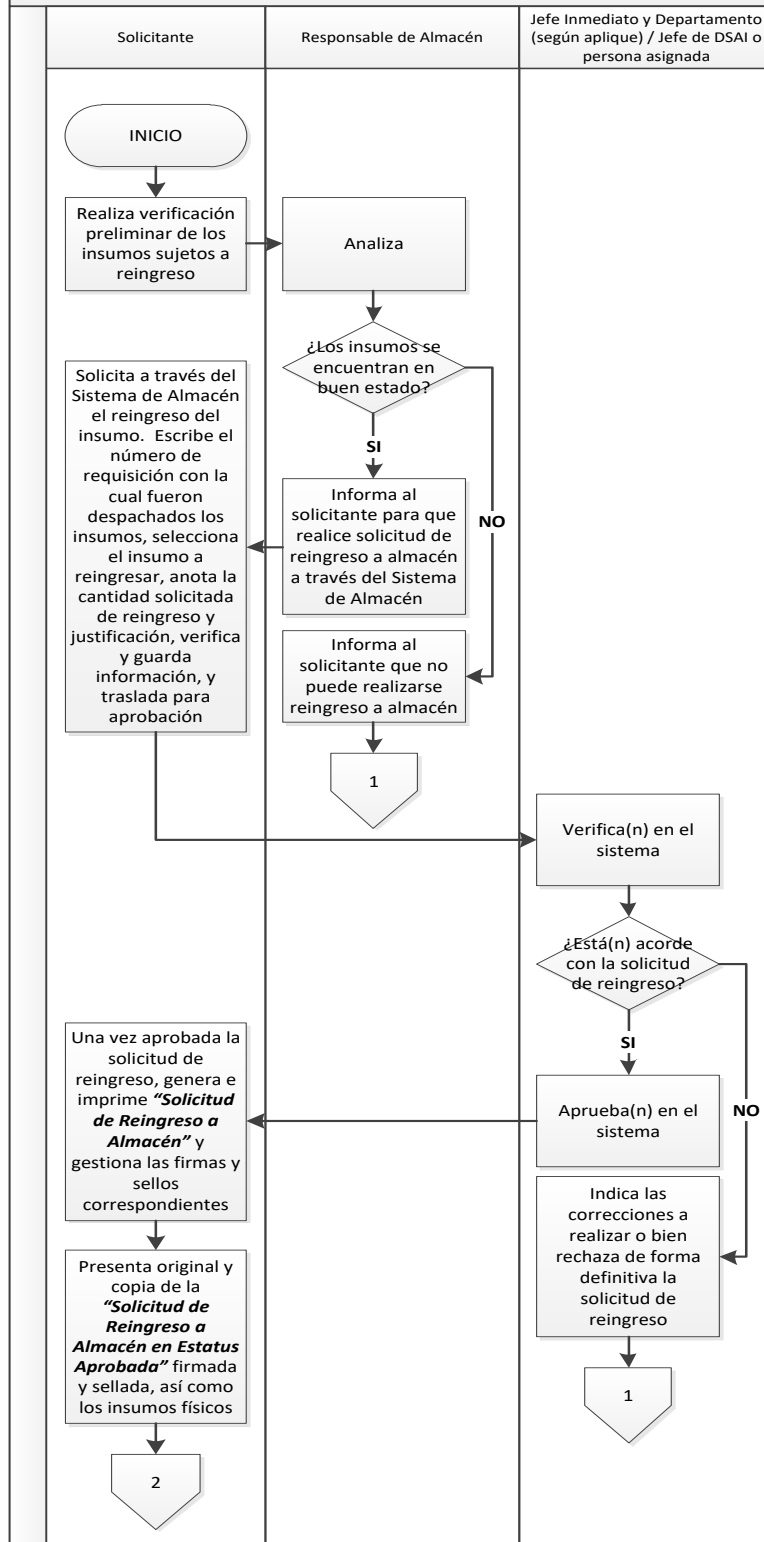 Solicitante
Responsable de Almacén
Jefe Inmediato y Departamento
(según aplique) / Jefe de DSAI o
persona asignada
INICIO
Realiza verificación
preliminar de los
insumos sujetos a
reingreso
Analiza
¿Los insumos se
encuentran en
buen estado?
SI
NO
Informa al
solicitante para que
realice solicitud de
reingreso a almacén
a través del Sistema
de Almacén
Solicita a través del
Sistema de Almacén
el reingreso del
insumo. Escribe el
número de
requisición con la
cual fueron
despachados los
insumos, selecciona
el insumo a
reingresar, anota la
cantidad solicitada
de reingreso y
justificación, verifica
y guarda
información, y
traslada para
aprobación
Informa al
solicitante que no
puede realizarse
reingreso a almacén
1
Verifica(n) en el
sistema
¿Está(n) acorde
con la solicitud
de reingreso?
SI
NO
Aprueba(n) en el
sistema
Una vez aprobada la
solicitud de
reingreso, genera e
imprime “Solicitud
de Reingreso a
Almacén” y
gestiona las firmas y
sellos
correspondientes
Indica las
correcciones a
realizar o bien
rechaza de forma
definitiva la
solicitud de
reingreso
1
Presenta original y
copia de la
“Solicitud de
Reingreso a
Almacén en Estatus
Aprobada” firmada
y sellada, así como
los insumos físicos
2